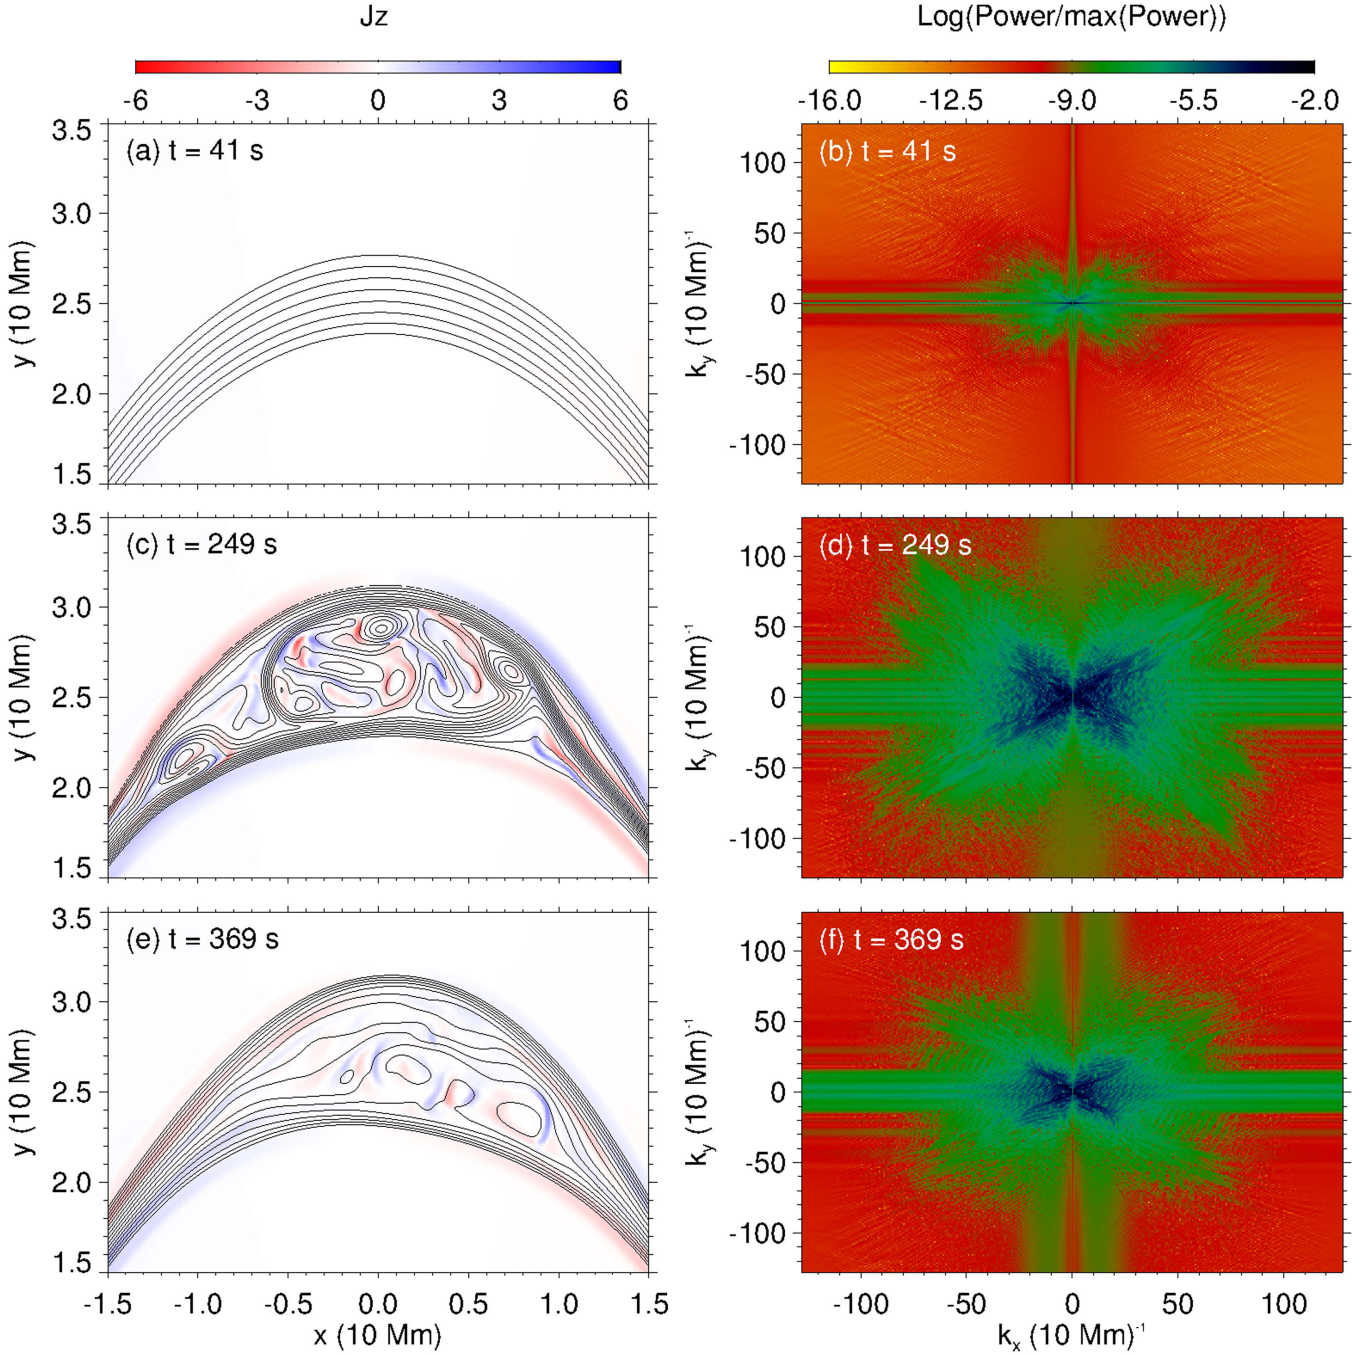 Jz
Log(Power/max(Power))
-6 -3 0 3 6
-16.0 -12.5 -9.0 -5.5 -2.0
(a) t = 41 s
3.5
3.0
2.5
2.0
1.5
y (10 Mm)
(b) t = 41 s
100
50
0
-50
-100
k_y (10 Mm)^-1
(c) t = 249 s
3.5
3.0
2.5
2.0
1.5
y (10 Mm)
(d) t = 249 s
100
50
0
-50
-100
k_y (10 Mm)^-1
(e) t = 369 s
3.5
3.0
2.5
2.0
1.5
y (10 Mm)
-1.5 -1.0 -0.5 0.0 0.5 1.0 1.5
x (10 Mm)
(f) t = 369 s
100
50
0
-50
-100
k_y (10 Mm)^-1
-100 -50 0 50 100
k_x (10 Mm)^-1